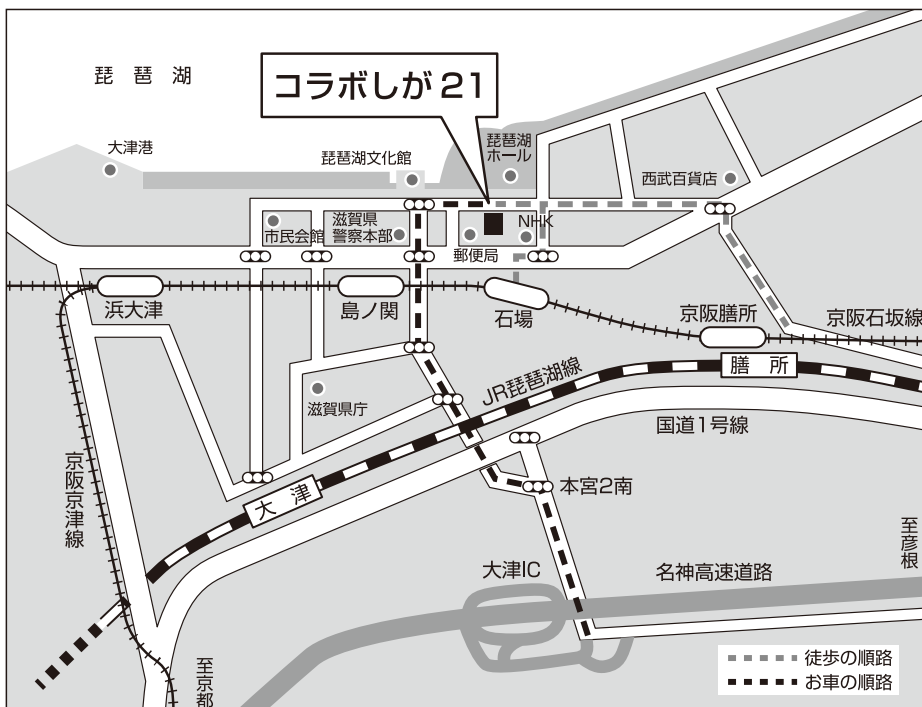 琵琶湖
コラボしが21
大津港
琵琶湖文化館
琵琶湖
ホール
西武百貨店
市民会館
滋賀県
警察本部
郵便局
NHK
浜大津
島ノ関
石場
京阪膳所
京阪石坂線
膳所
JR琵琶湖線
滋賀県庁
国道1号線
京阪京津線
大津
本宮2南
至彦根
大津IC
名神高速道路
至京都
徒歩の順路
お車の順路